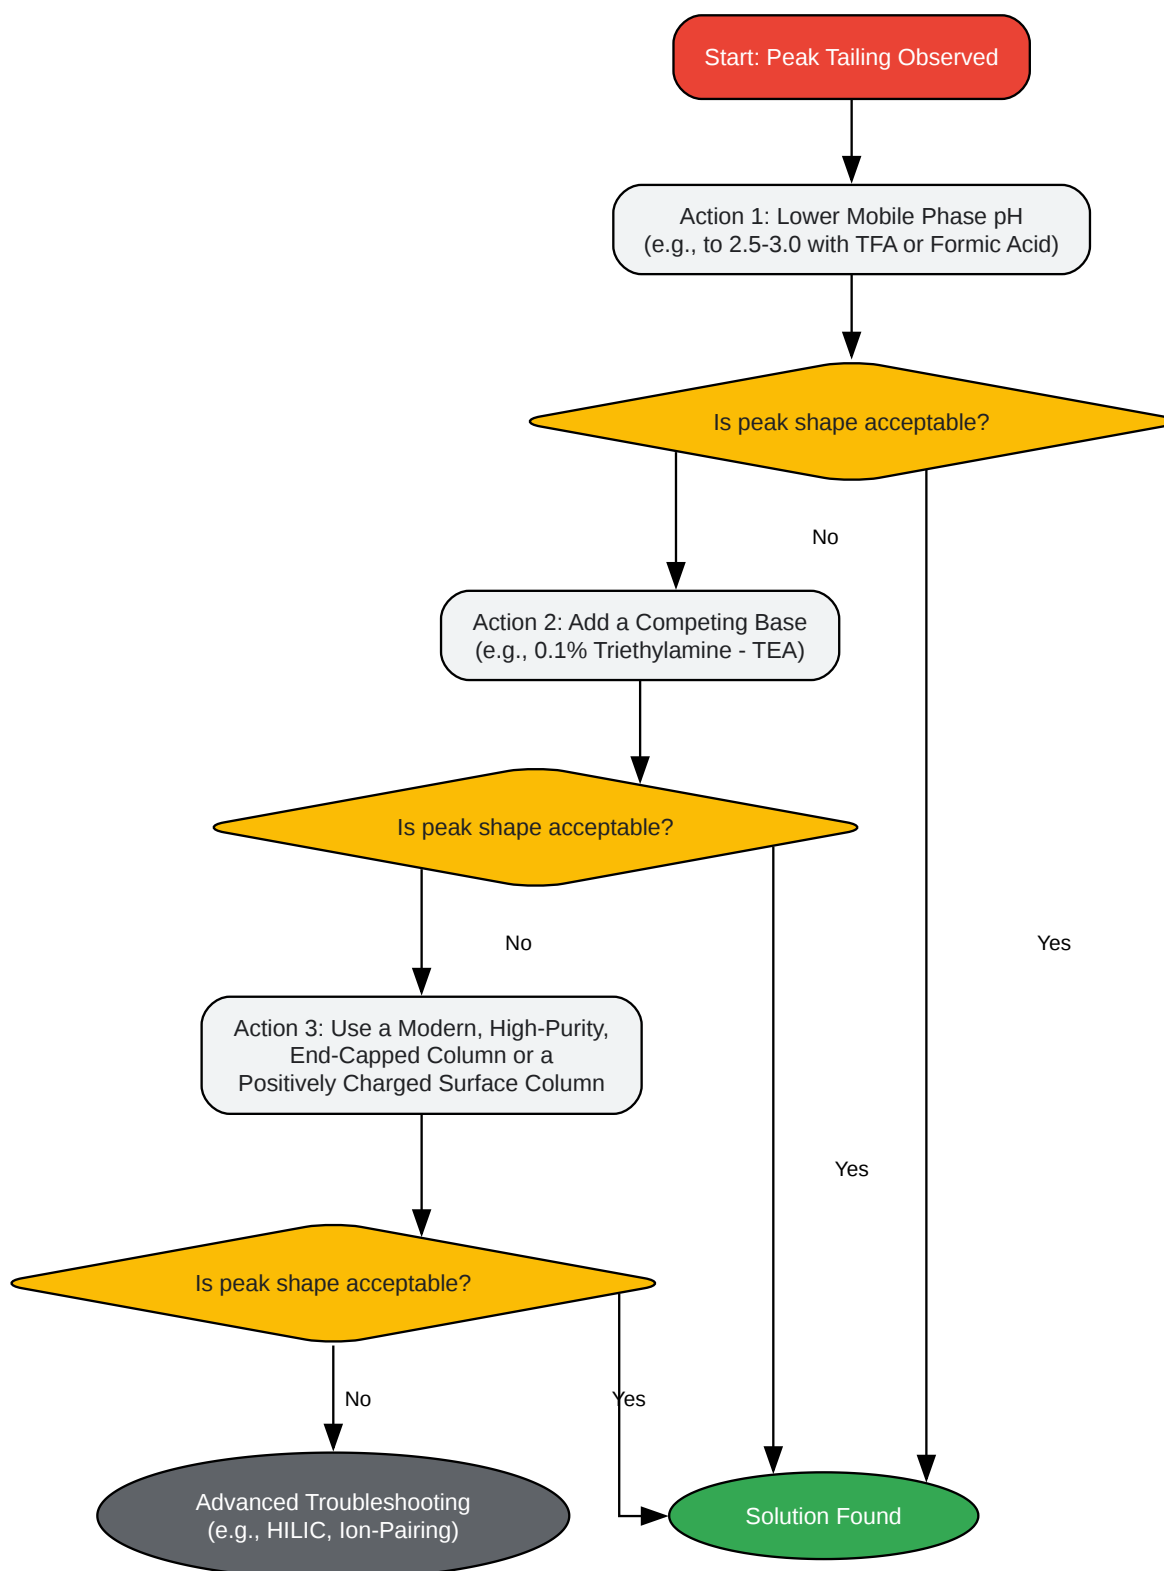 Start: Peak Tailing Observed
Action 1: Lower Mobile Phase pH
(e.g., to 2.5-3.0 with TFA or Formic Acid)
Is peak shape acceptable?
No
Action 2: Add a Competing Base
(e.g., 0.1% Triethylamine - TEA)
Is peak shape acceptable?
No
Yes
Action 3: Use a Modern, High-Purity,
End-Capped Column or a
Positively Charged Surface Column
Yes
Is peak shape acceptable?
No
Yes
Advanced Troubleshooting
(e.g., HILIC, Ion-Pairing)
Solution Found